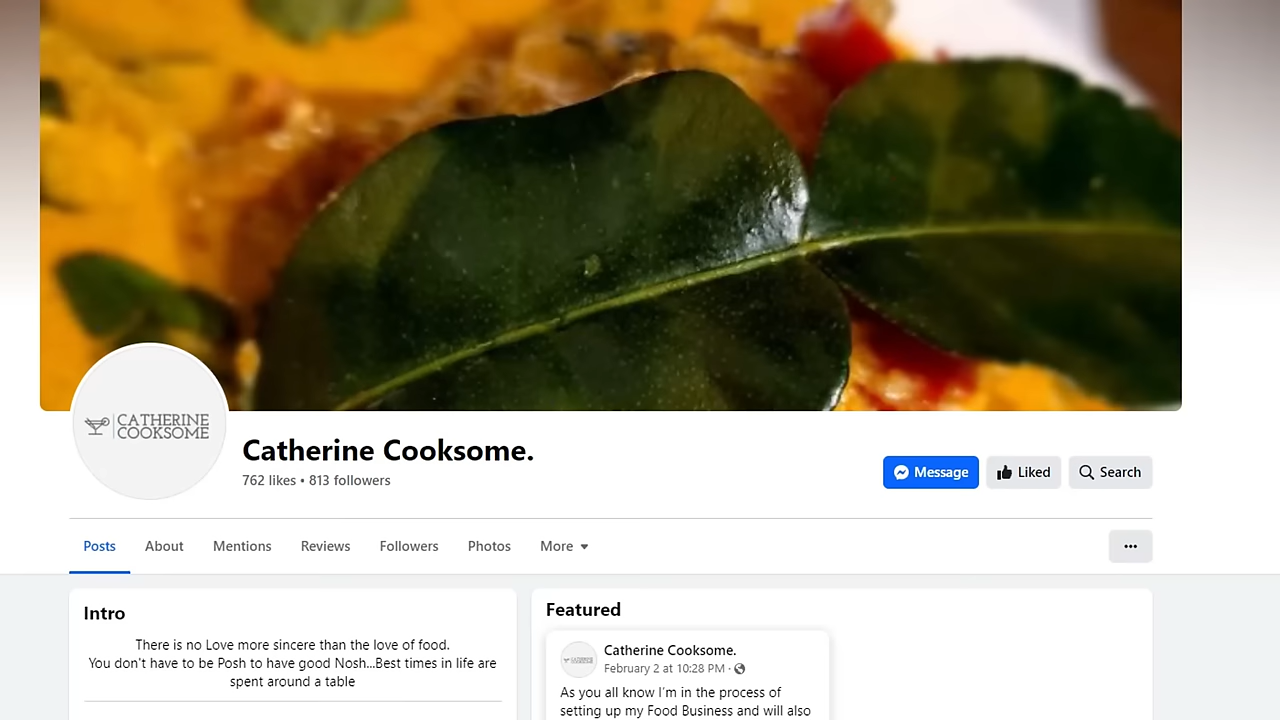 CATHERINE
COOKSOME
Catherine Cooksome.
762 likes • 813 followers
Message
Liked
Search
Posts
About
Mentions
Reviews
Followers
Photos
More
Intro
There is no Love more sincere than the love of food.
You don't have to be Posh to have good Nosh...Best times in life are
spent around a table
Featured
Catherine Cooksome.
February 2 at 10:28 PM ·
As you all know I'm in the process of
setting up my Food Business and will also